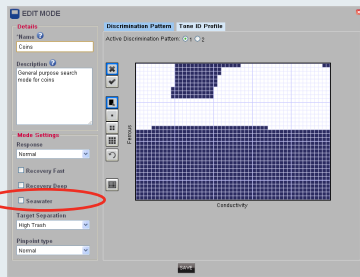 EDIT MODE
Details
*Name ?
Coins
Description ?
General purpose search
mode for coins
Mode Settings
Response
Normal
Recovery Fast
Recovery Deep
Seawater
Target Separation
High Trash
Pinpoint type
Normal
Discrimination Pattern Tone ID Profile
Active Discrimination Pattern: 1 2
Ferrous
Conductivity
SAVE